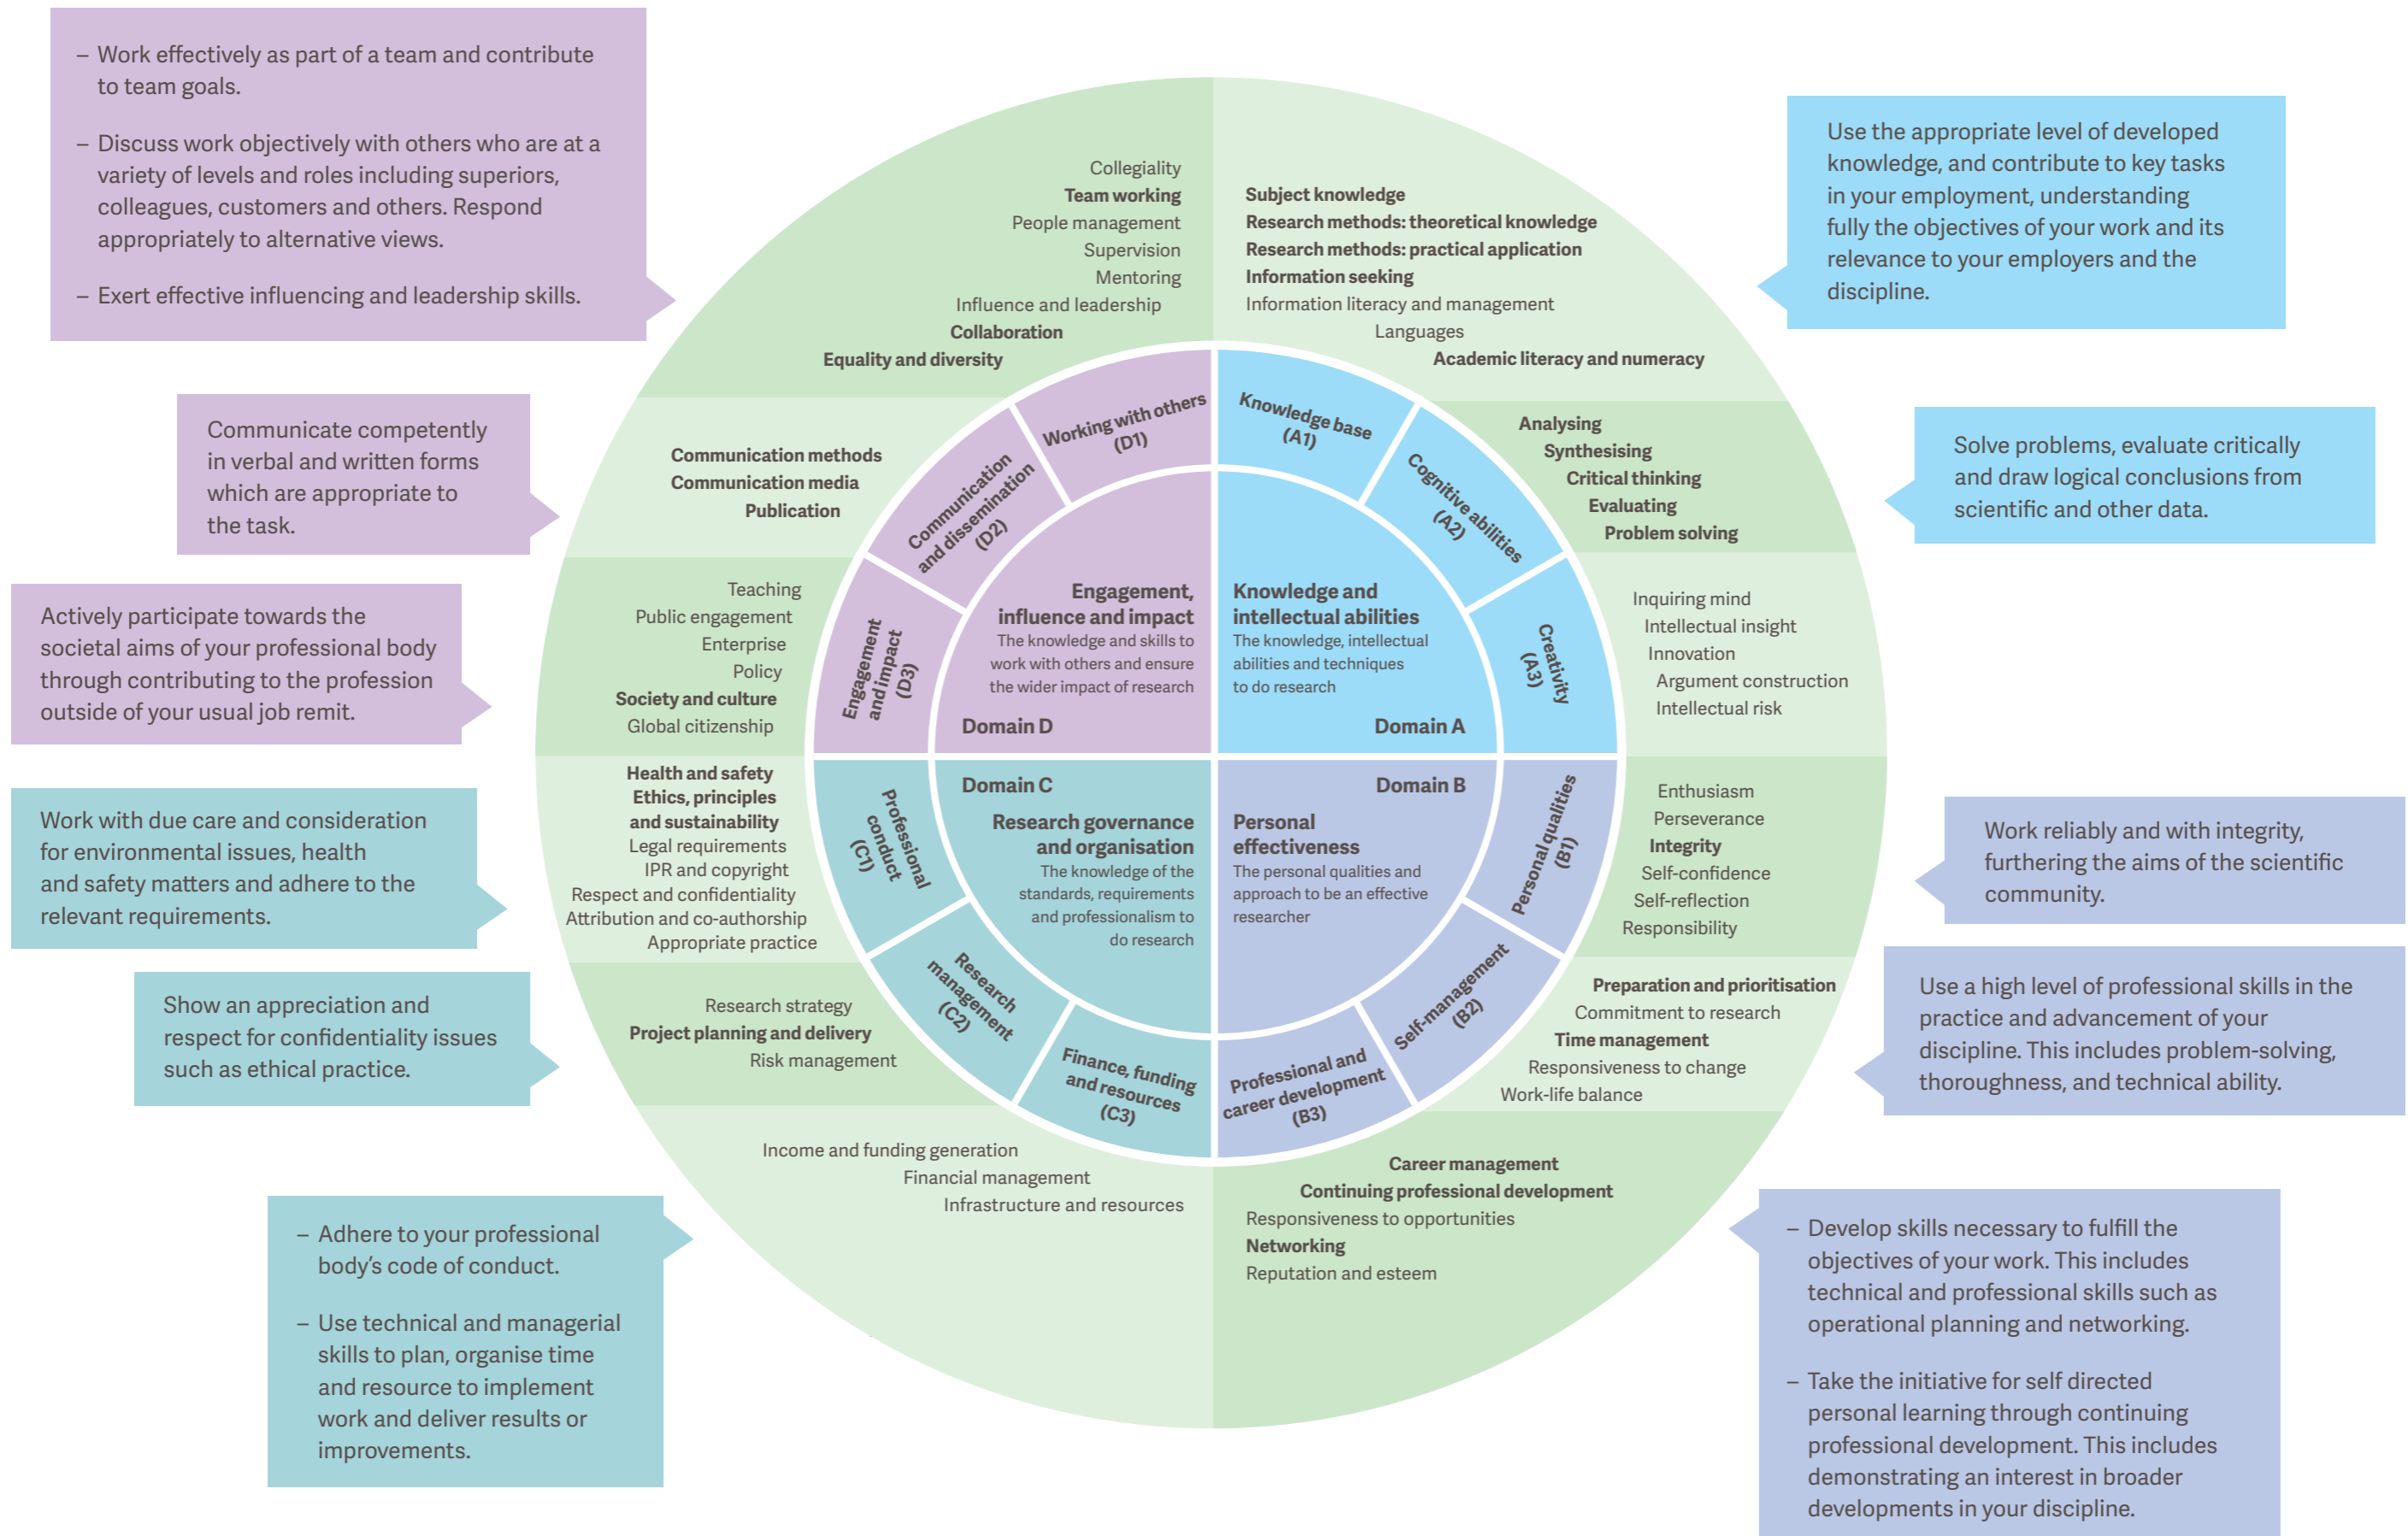 – Work effectively as part of a team and contribute
to team goals.
– Discuss work objectively with others who are at a
variety of levels and roles including superiors,
colleagues, customers and others. Respond
appropriately to alternative views.
– Exert effective influencing and leadership skills.
Communicate competently
in verbal and written forms
which are appropriate to
the task.
Actively participate towards the
societal aims of your professional body
through contributing to the profession
outside of your usual job remit.
Work with due care and consideration
for environmental issues, health
and safety matters and adhere to the
relevant requirements.
Show an appreciation and
respect for confidentiality issues
such as ethical practice.
– Adhere to your professional
body's code of conduct.
– Use technical and managerial
skills to plan, organise time
and resource to implement
work and deliver results or
improvements.
Collegiality
Team working
People management
Supervision
Mentoring
Influence and leadership
Collaboration
Equality and diversity
Communication methods
Communication media
Publication
Teaching
Public engagement
Enterprise
Policy
Society and culture
Global citizenship
Health and safety
Ethics, principles
and sustainability
Legal requirements
IPR and copyright
Respect and confidentiality
Attribution and co-authorship
Appropriate practice
Research strategy
Project planning and delivery
Risk management
Income and funding generation
Financial management
Infrastructure and resources
Working with others
(D1)
Communication
and dissemination
(D2)
Engagement
and impact
(D3)
Engagement,
influence and impact
The knowledge and skills to
work with others and ensure
the wider impact of research
Domain D
Domain C
Research governance
and organisation
The knowledge of the
standards, requirements
and professionalism to
do research
Professional
conduct
(C1)
Research
management
(C2)
Finance, funding
and resources
(C3)
Knowledge base
(A1)
Cognitive abilities
(A2)
Creativity
(A3)
Knowledge and
intellectual abilities
The knowledge, intellectual
abilities and techniques
to do research
Domain A
Domain B
Personal
effectiveness
The personal qualities and
approach to be an effective
researcher
Personal qualities
(B1)
Self-management
(B2)
Professional and
career development
(B3)
Subject knowledge
Research methods: theoretical knowledge
Research methods: practical application
Information seeking
Information literacy and management
Languages
Academic literacy and numeracy
Analysing
Synthesising
Critical thinking
Evaluating
Problem solving
Inquiring mind
Intellectual insight
Innovation
Argument construction
Intellectual risk
Enthusiasm
Perseverance
Integrity
Self-confidence
Self-reflection
Responsibility
Preparation and prioritisation
Commitment to research
Time management
Responsiveness to change
Work-life balance
Career management
Continuing professional development
Responsiveness to opportunities
Networking
Reputation and esteem
Use the appropriate level of developed
knowledge, and contribute to key tasks
in your employment, understanding
fully the objectives of your work and its
relevance to your employers and the
discipline.
Solve problems, evaluate critically
and draw logical conclusions from
scientific and other data.
Work reliably and with integrity,
furthering the aims of the scientific
community.
Use a high level of professional skills in the
practice and advancement of your
discipline. This includes problem-solving,
thoroughness, and technical ability.
– Develop skills necessary to fulfill the
objectives of your work. This includes
technical and professional skills such as
operational planning and networking.
– Take the initiative for self directed
personal learning through continuing
professional development. This includes
demonstrating an interest in broader
developments in your discipline.